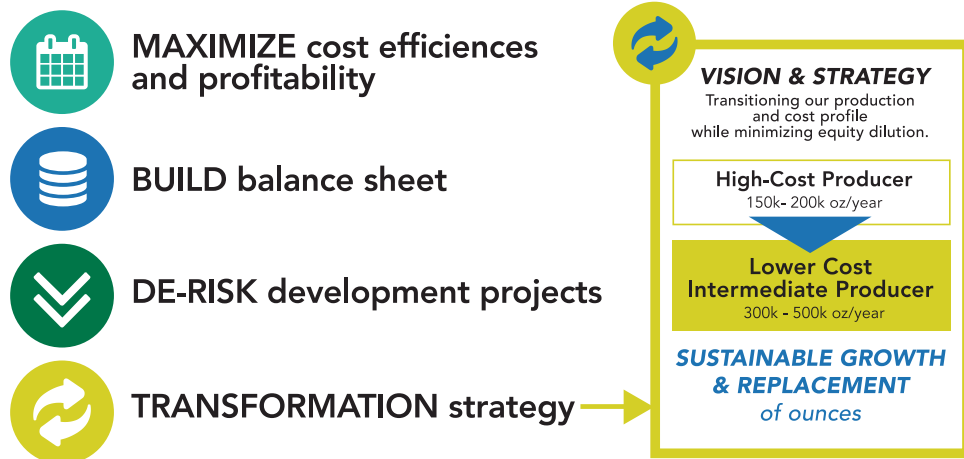 MAXIMIZE cost efficiences
and profitability
BUILD balance sheet
DE-RISK development projects
TRANSFORMATION strategy
VISION & STRATEGY
Transitioning our production
and cost profile
while minimizing equity dilution.
High-Cost Producer
150k- 200k oz/year
Lower Cost
Intermediate Producer
300k - 500k oz/year
SUSTAINABLE GROWTH
& REPLACEMENT
of ounces